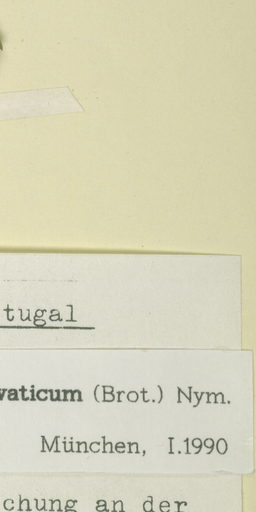 tugal
vaticum (Brot.) Nym.
München, I.1990
chung an der